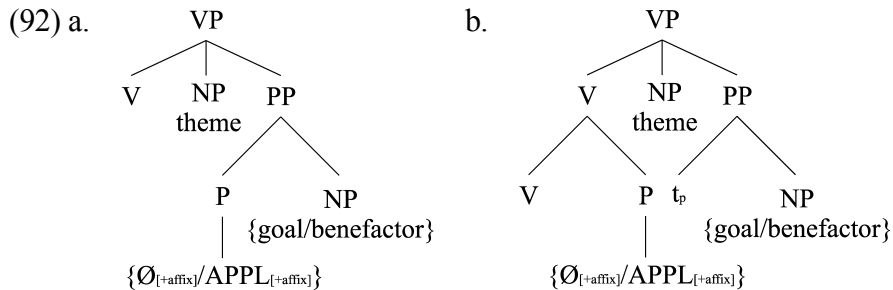 (92) a. VP b. VP
V NP PP V NP PP
theme theme
P NP V P tₚ NP
{goal/benefactor} {goal/benefactor}
{Ø[+affix]/APPL[+affix]} {Ø[+affix]/APPL[+affix]}